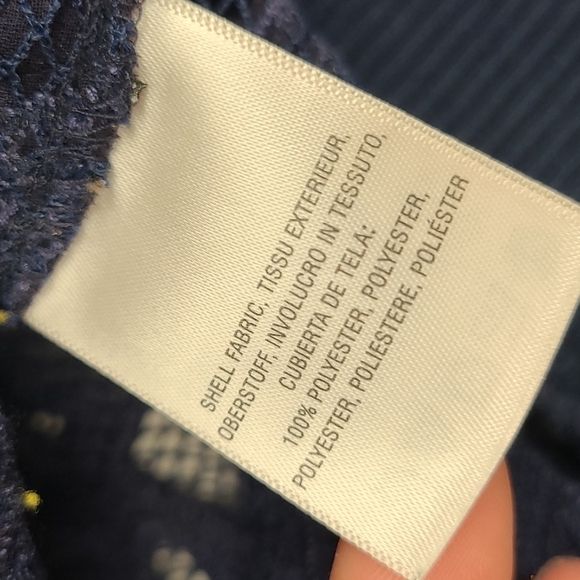 SHELL FABRIC, TISSU EXTERIEUR,
OBERSTOFF, INVOLUCRO IN TESSUTO,
CUBIERTA DE TELA:
100% POLYESTER, POLYESTER,
POLYESTER, POLIESTERE, POLIÉSTER